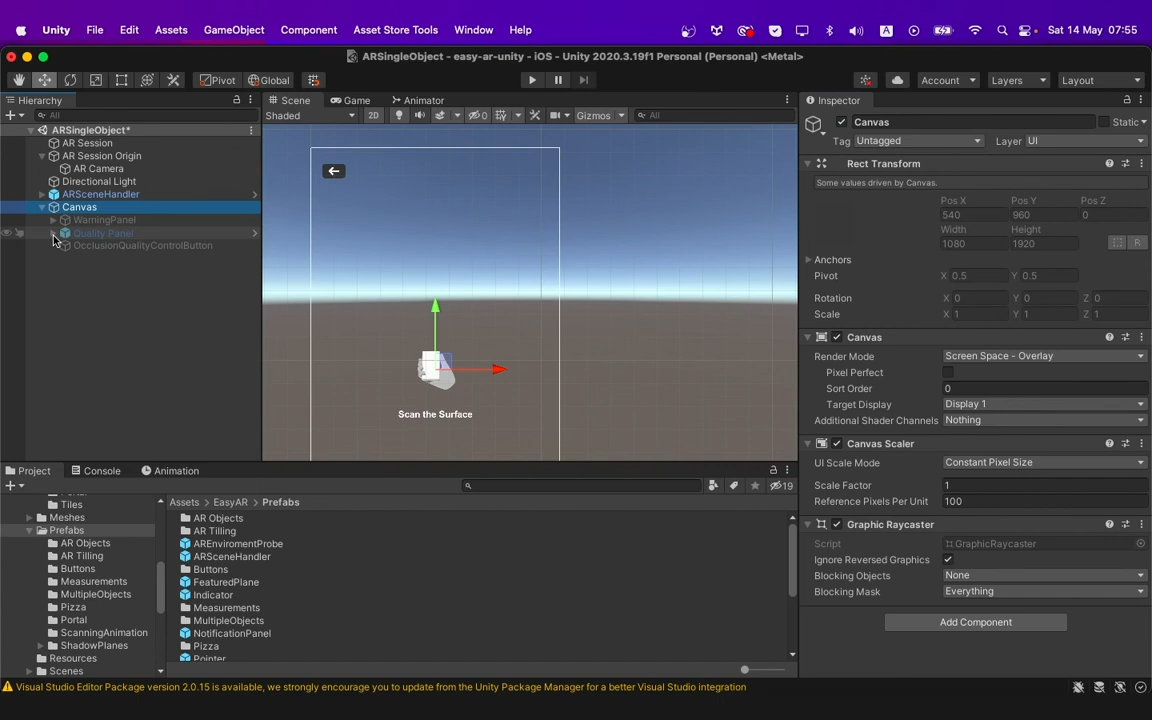 Unity File Edit Assets GameObject Component Asset Store Tools Window Help A Sat 14 May 07:55
ARSingleObject - easy-ar-unity - iOS - Unity 2020.3.19f1 Personal (Personal) <Metal>
Pivot Global Account Layers Layout
Hierarchy
All
ARSingleObject*
AR Session
AR Session Origin
AR Camera
Directional Light
ARSceneHandler
Canvas
WarningPanel
Quality Panel
OcclusionQualityControlButton
Scene Game Animator
Shaded 2D 0 Gizmos All
Scan the Surface
Inspector
Canvas Static
Tag Untagged Layer UI
Rect Transform
Some values driven by Canvas.
Pos X Pos Y Pos Z
540 960 0
Width Height
1080 1920 R
Anchors
Pivot X 0.5 Y 0.5
Rotation X 0 Y 0 Z 0
Scale X 1 Y 1 Z 1
Canvas
Render Mode Screen Space - Overlay
Pixel Perfect
Sort Order 0
Target Display Display 1
Additional Shader Channels Nothing
Canvas Scaler
UI Scale Mode Constant Pixel Size
Scale Factor 1
Reference Pixels Per Unit 100
Graphic Raycaster
Script GraphicRaycaster
Ignore Reversed Graphics
Blocking Objects None
Blocking Mask Everything
Add Component
Project Console Animation
19
Tiles
Meshes
Prefabs
AR Objects
AR Tilling
Buttons
Measurements
MultipleObjects
Pizza
Portal
ScanningAnimation
ShadowPlanes
Resources
Scenes
Assets > EasyAR > Prefabs
AR Objects
AR Tilling
AREnviromentProbe
ARSceneHandler
Buttons
FeaturedPlane
Indicator
Measurements
MultipleObjects
NotificationPanel
Pizza
Pointer
Visual Studio Editor Package version 2.0.15 is available, we strongly encourage you to update from the Unity Package Manager for a better Visual Studio integration